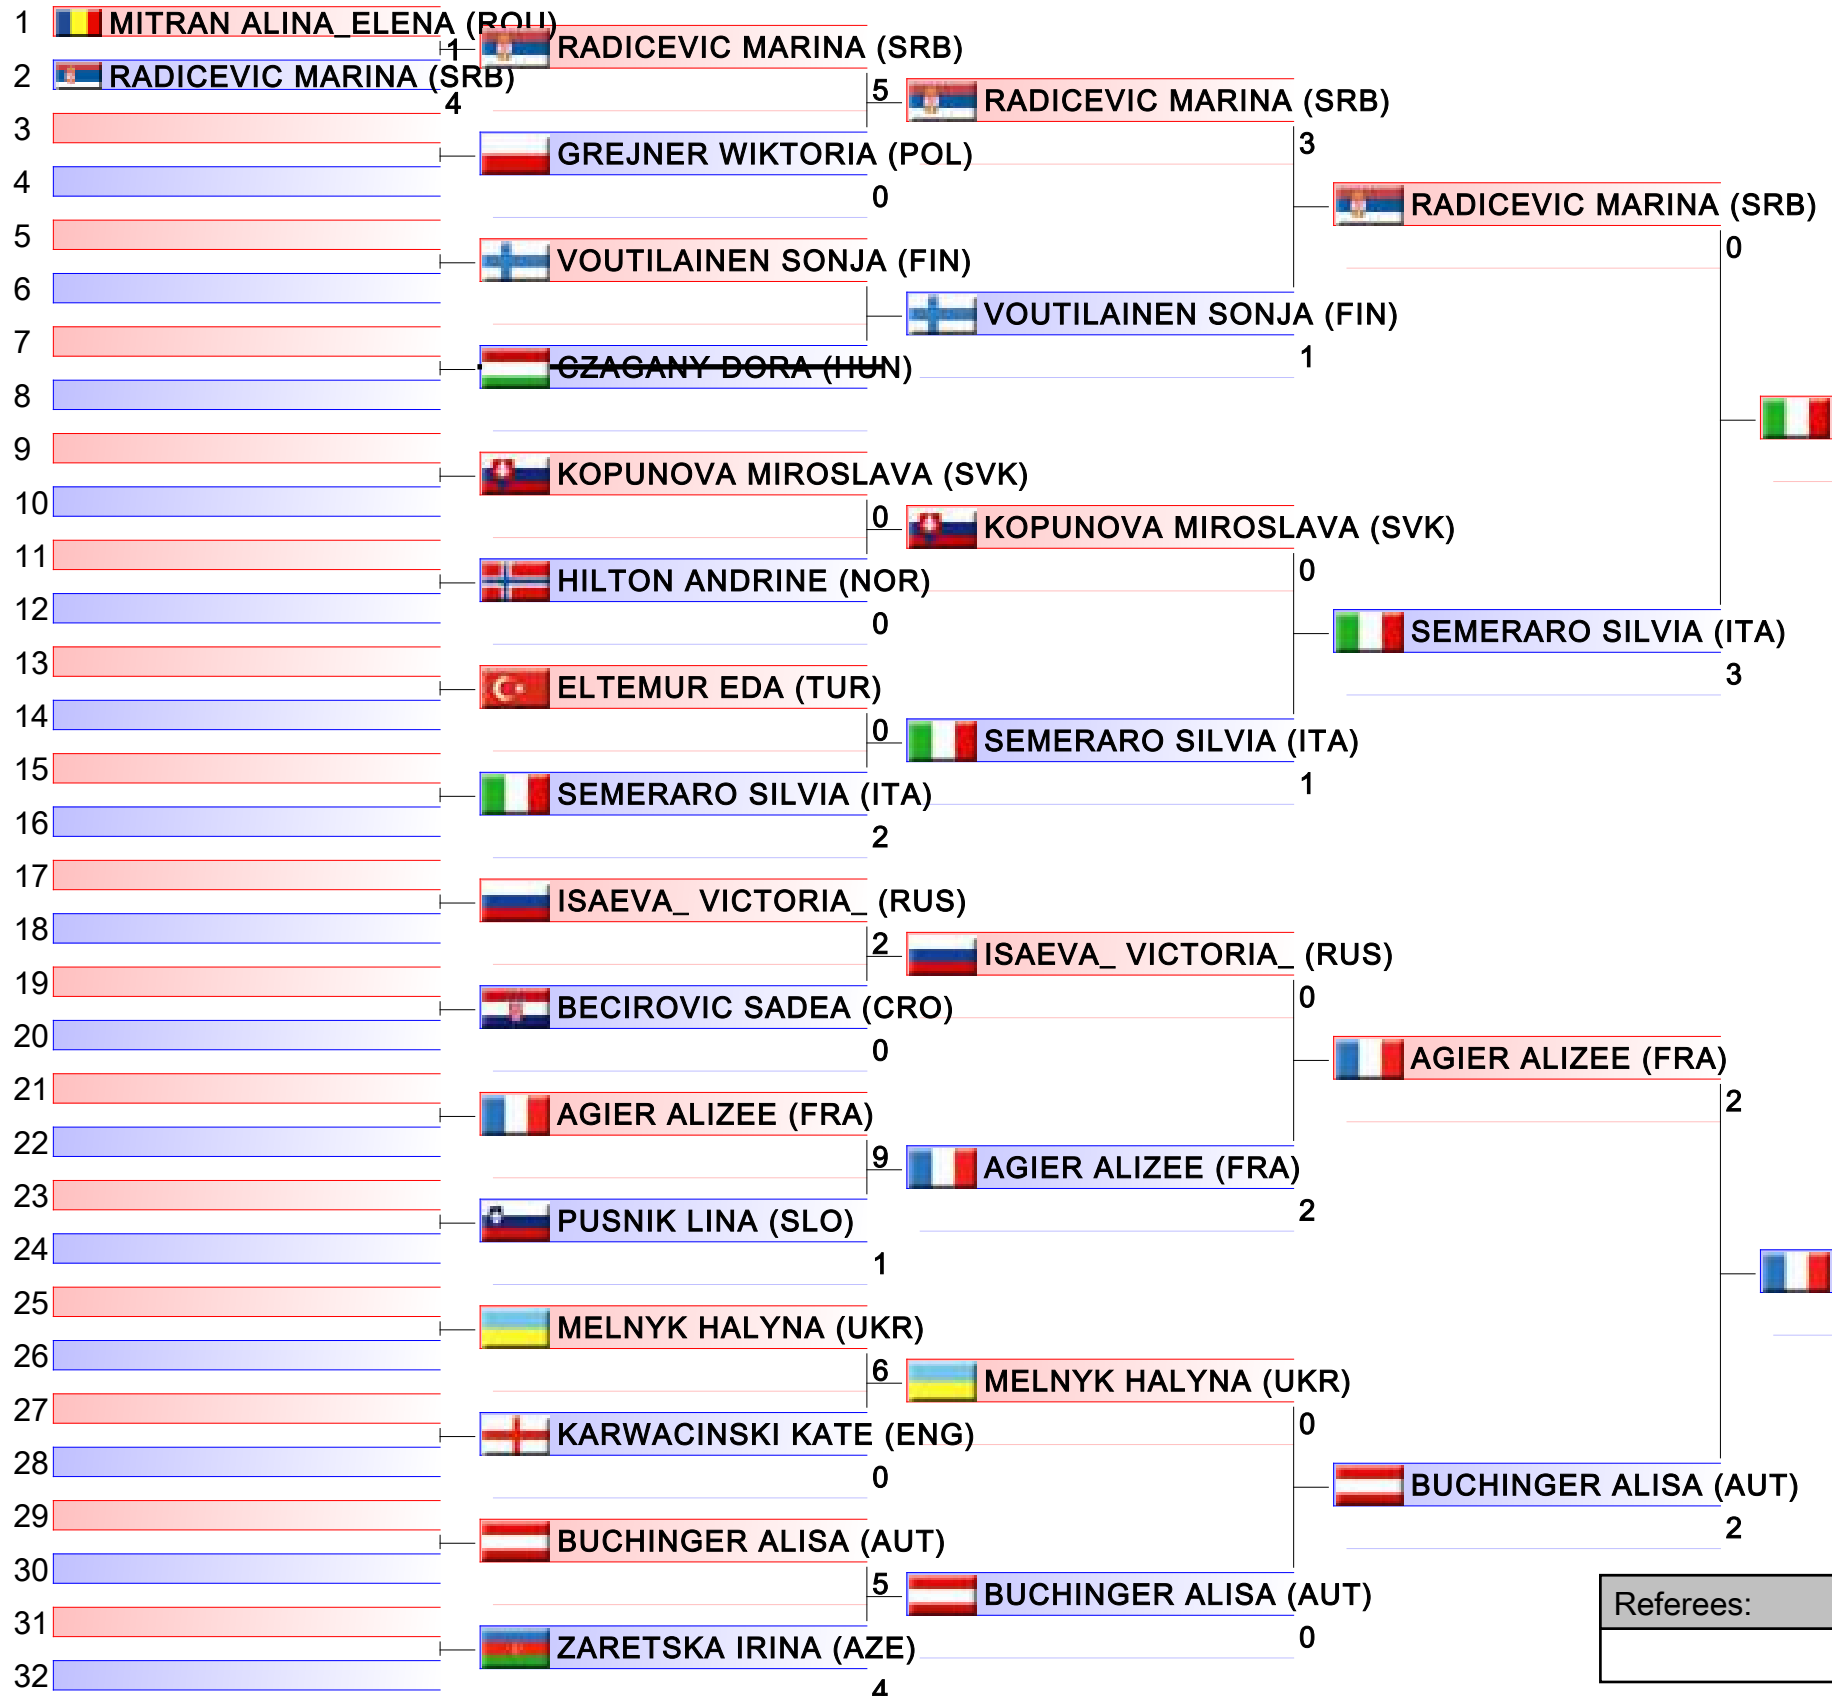 1 MITRAN ALINA_ELENA (ROU)
1
RADICEVIC MARINA (SRB)
2 RADICEVIC MARINA (SRB)
4
5
RADICEVIC MARINA (SRB)
3
3
4
GREJNER WIKTORIA (POL)
0
RADICEVIC MARINA (SRB)
0
5
6
VOUTILAINEN SONJA (FIN)
VOUTILAINEN SONJA (FIN)
1
7
8
CZAGANY DORA (HUN)
9
10
KOPUNOVA MIROSLAVA (SVK)
0
KOPUNOVA MIROSLAVA (SVK)
0
11
12
HILTON ANDRINE (NOR)
0
SEMERARO SILVIA (ITA)
3
13
14
ELTEMUR EDA (TUR)
0
SEMERARO SILVIA (ITA)
1
15
16
SEMERARO SILVIA (ITA)
2
17
18
ISAEVA_ VICTORIA_ (RUS)
2
ISAEVA_ VICTORIA_ (RUS)
0
19
20
BECIROVIC SADEA (CRO)
0
AGIER ALIZEE (FRA)
2
21
22
AGIER ALIZEE (FRA)
9
AGIER ALIZEE (FRA)
2
23
24
PUSNIK LINA (SLO)
1
25
26
MELNYK HALYNA (UKR)
6
MELNYK HALYNA (UKR)
0
27
28
KARWACINSKI KATE (ENG)
0
BUCHINGER ALISA (AUT)
2
29
30
BUCHINGER ALISA (AUT)
5
BUCHINGER ALISA (AUT)
0
31
32
ZARETSKA IRINA (AZE)
4
Referees: